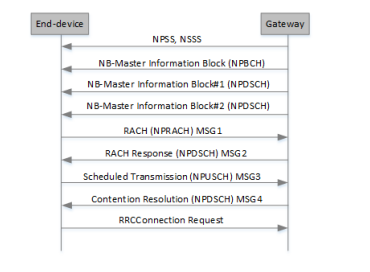 End-device
Gateway
NPSS, NSSS
NB-Master Information Block (NPBCH)
NB-Master Information Block#1 (NPDSCH)
NB-Master Information Block#2 (NPDSCH)
RACH (NPRACH) MSG1
RACH Response (NPDSCH) MSG2
Scheduled Transmission (NPUSCH) MSG3
Contention Resolution (NPDSCH) MSG4
RRCConnection Request